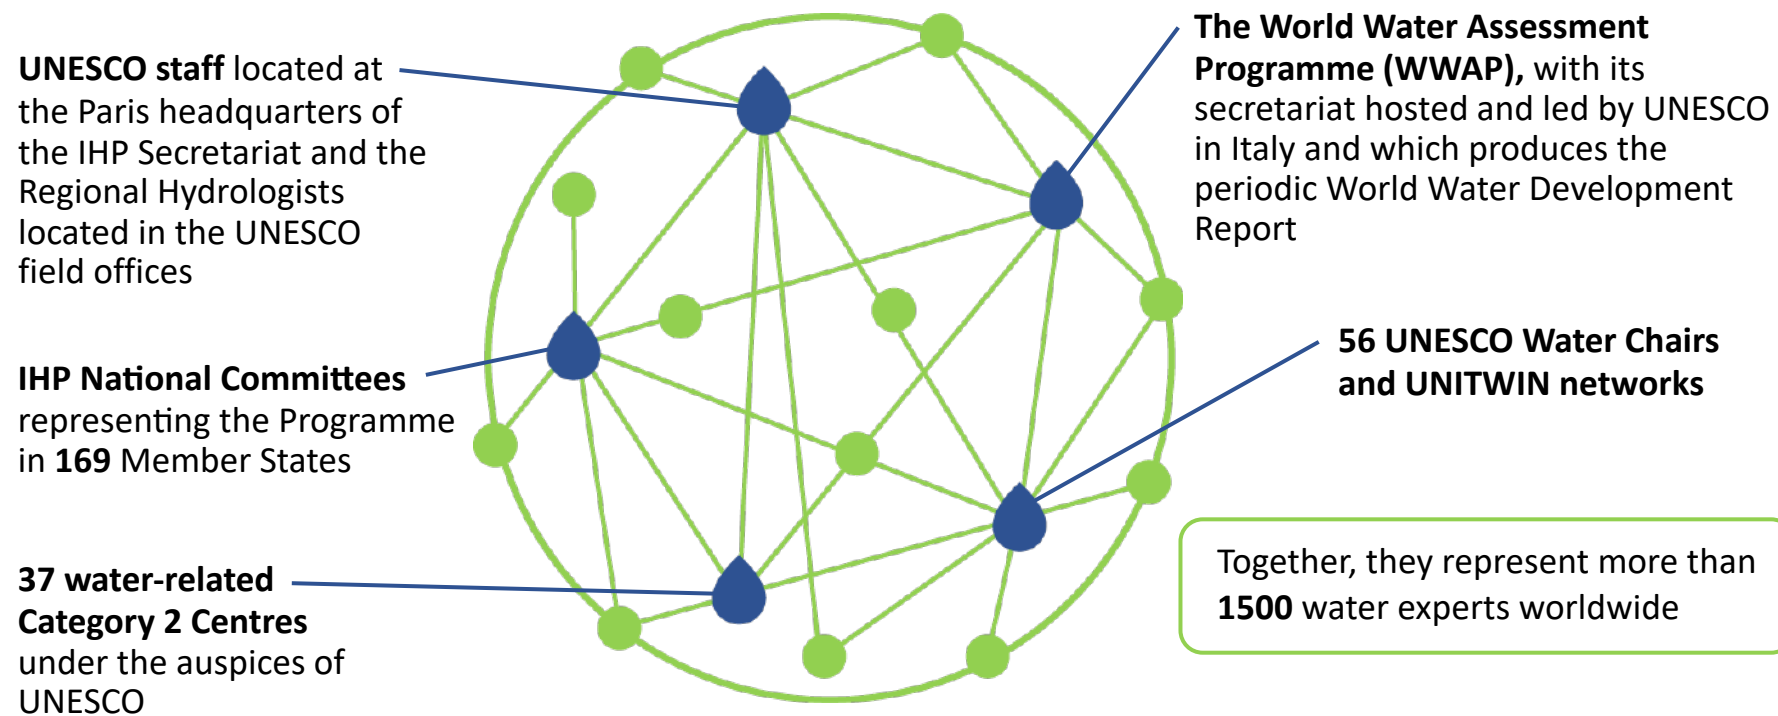 UNESCO staff located at
the Paris headquarters of
the IHP Secretariat and the
Regional Hydrologists
located in the UNESCO
field offices
IHP National Committees
representing the Programme
in 169 Member States
37 water-related
Category 2 Centres
under the auspices of
UNESCO
The World Water Assessment
Programme (WWAP), with its
secretariat hosted and led by UNESCO
in Italy and which produces the
periodic World Water Development
Report
56 UNESCO Water Chairs
and UNITWIN networks
Together, they represent more than
1500 water experts worldwide